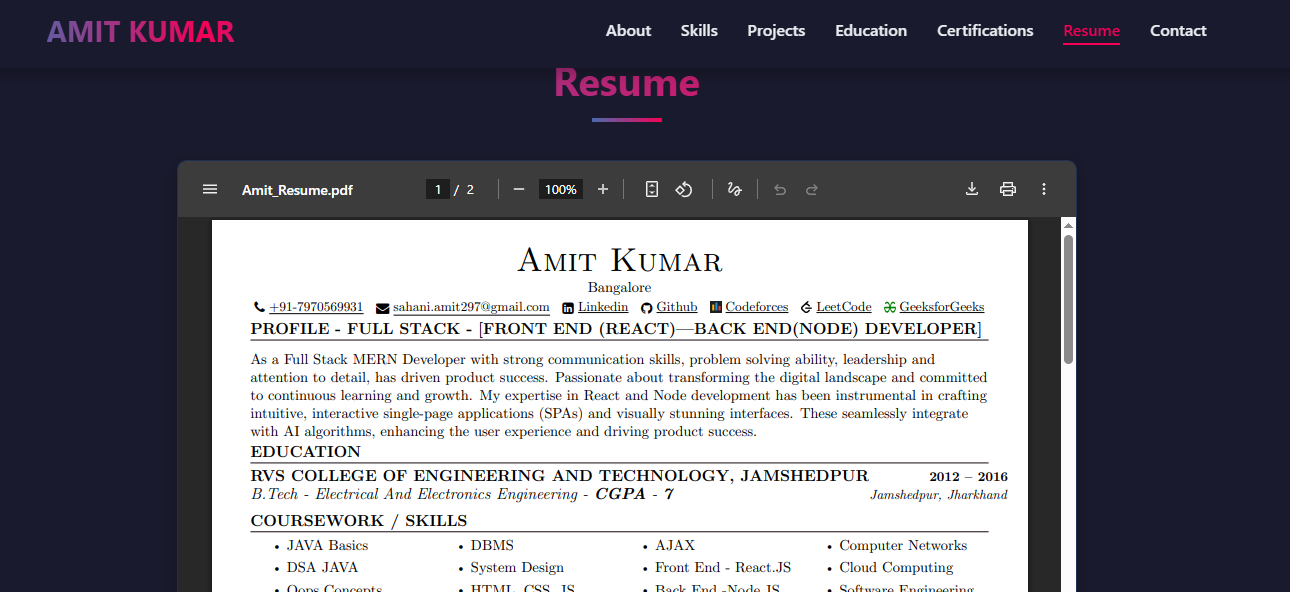 AMIT KUMAR About Skills Projects Education Certifications Resume Contact
Resume
Amit_Resume.pdf 1 / 2 100%
Amit Kumar
Bangalore
+91-7970569931 sahani.amit297@gmail.com Linkedin Github Codeforces LeetCode GeeksforGeeks
PROFILE - FULL STACK - [FRONT END (REACT)—BACK END(NODE) DEVELOPER]
As a Full Stack MERN Developer with strong communication skills, problem solving ability, leadership and
attention to detail, has driven product success. Passionate about transforming the digital landscape and committed
to continuous learning and growth. My expertise in React and Node development has been instrumental in crafting
intuitive, interactive single-page applications (SPAs) and visually stunning interfaces. These seamlessly integrate
with AI algorithms, enhancing the user experience and driving product success.
EDUCATION
RVS COLLEGE OF ENGINEERING AND TECHNOLOGY, JAMSHEDPUR 2012 – 2016
B.Tech - Electrical And Electronics Engineering - CGPA - 7 Jamshedpur, Jharkhand
COURSEWORK / SKILLS
• JAVA Basics • DBMS • AJAX • Computer Networks
• DSA JAVA • System Design • Front End - React.JS • Cloud Computing
• Oops Concepts • HTML, CSS, JS • Back End -Node.JS • Software Engineering